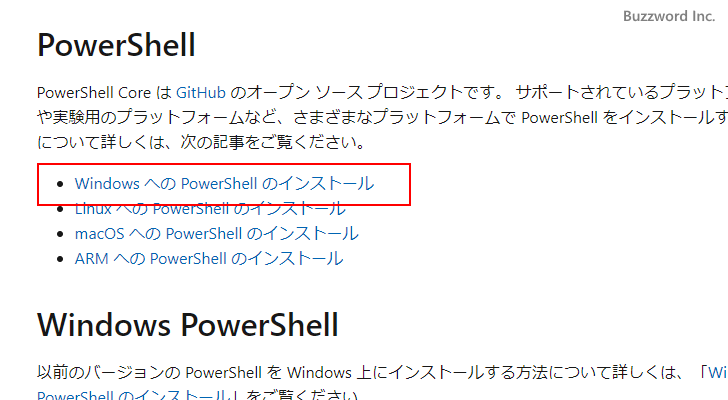 Buzzword Inc.
PowerShell
PowerShell Core は GitHub のオープン ソース プロジェクトです。 サポートされているプラット
や実験用のプラットフォームなど、さまざまなプラットフォームで PowerShell をインストールす
について詳しくは、次の記事をご覧ください。
Windows への PowerShell のインストール
Linux への PowerShell のインストール
macOS への PowerShell のインストール
ARM への PowerShell のインストール
Windows PowerShell
以前のバージョンの PowerShell を Windows 上にインストールする方法について詳しくは、「Wi
PowerShell のインストール」をご覧ください。